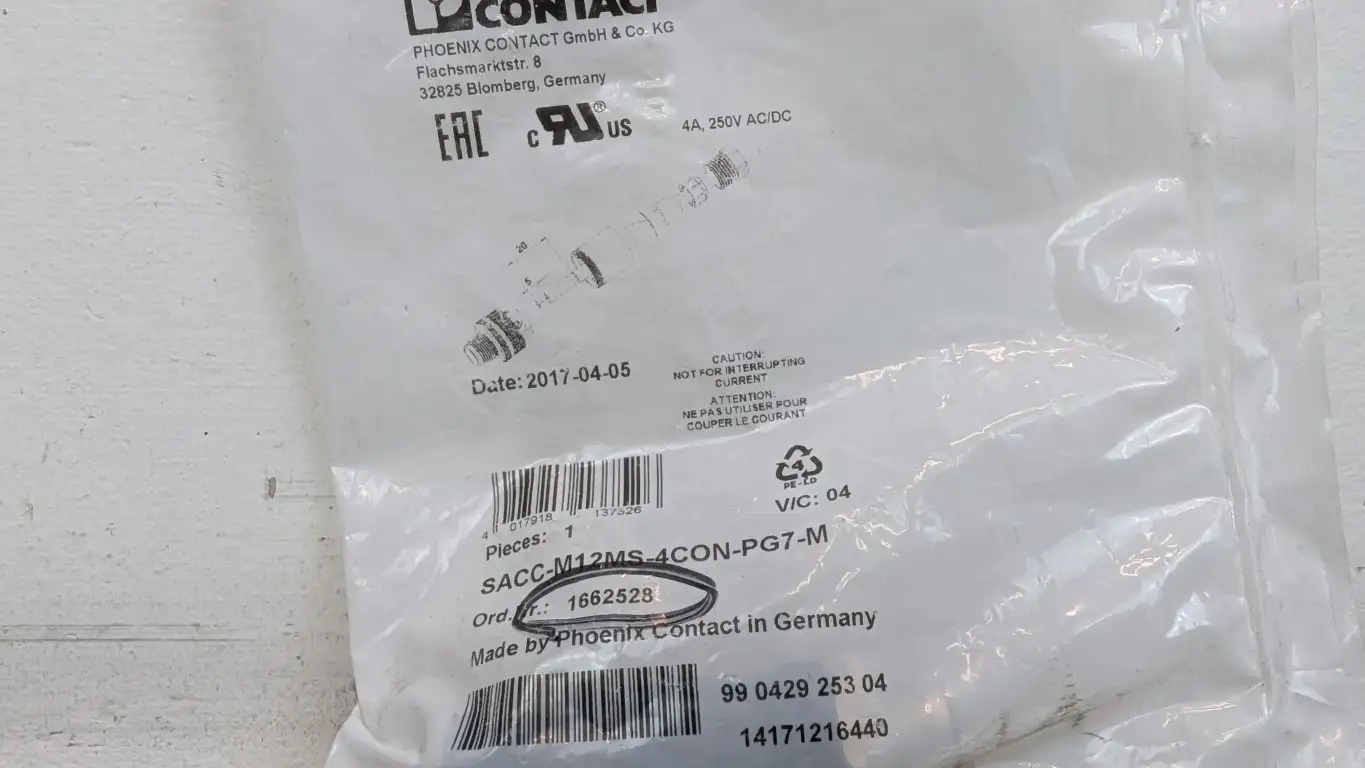 CONTACT
PHOENIX CONTACT GmbH & Co. KG
Flachsmarktstr. 8
32825 Blomberg, Germany
EAC
c RU ® US
4A, 250V AC/DC
20
5
Date: 2017-04-05
CAUTION:
NOT FOR INTERRUPTING
CURRENT
ATTENTION:
NE PAS UTILISER POUR
COUPER LE COURANT
4
PE-LD
V/C: 04
4 017918 137526
Pieces: 1
SACC-M12MS-4CON-PG7-M
Ord.Nr.: 1662528
Made by Phoenix Contact in Germany
99 0429 253 04
14171216440